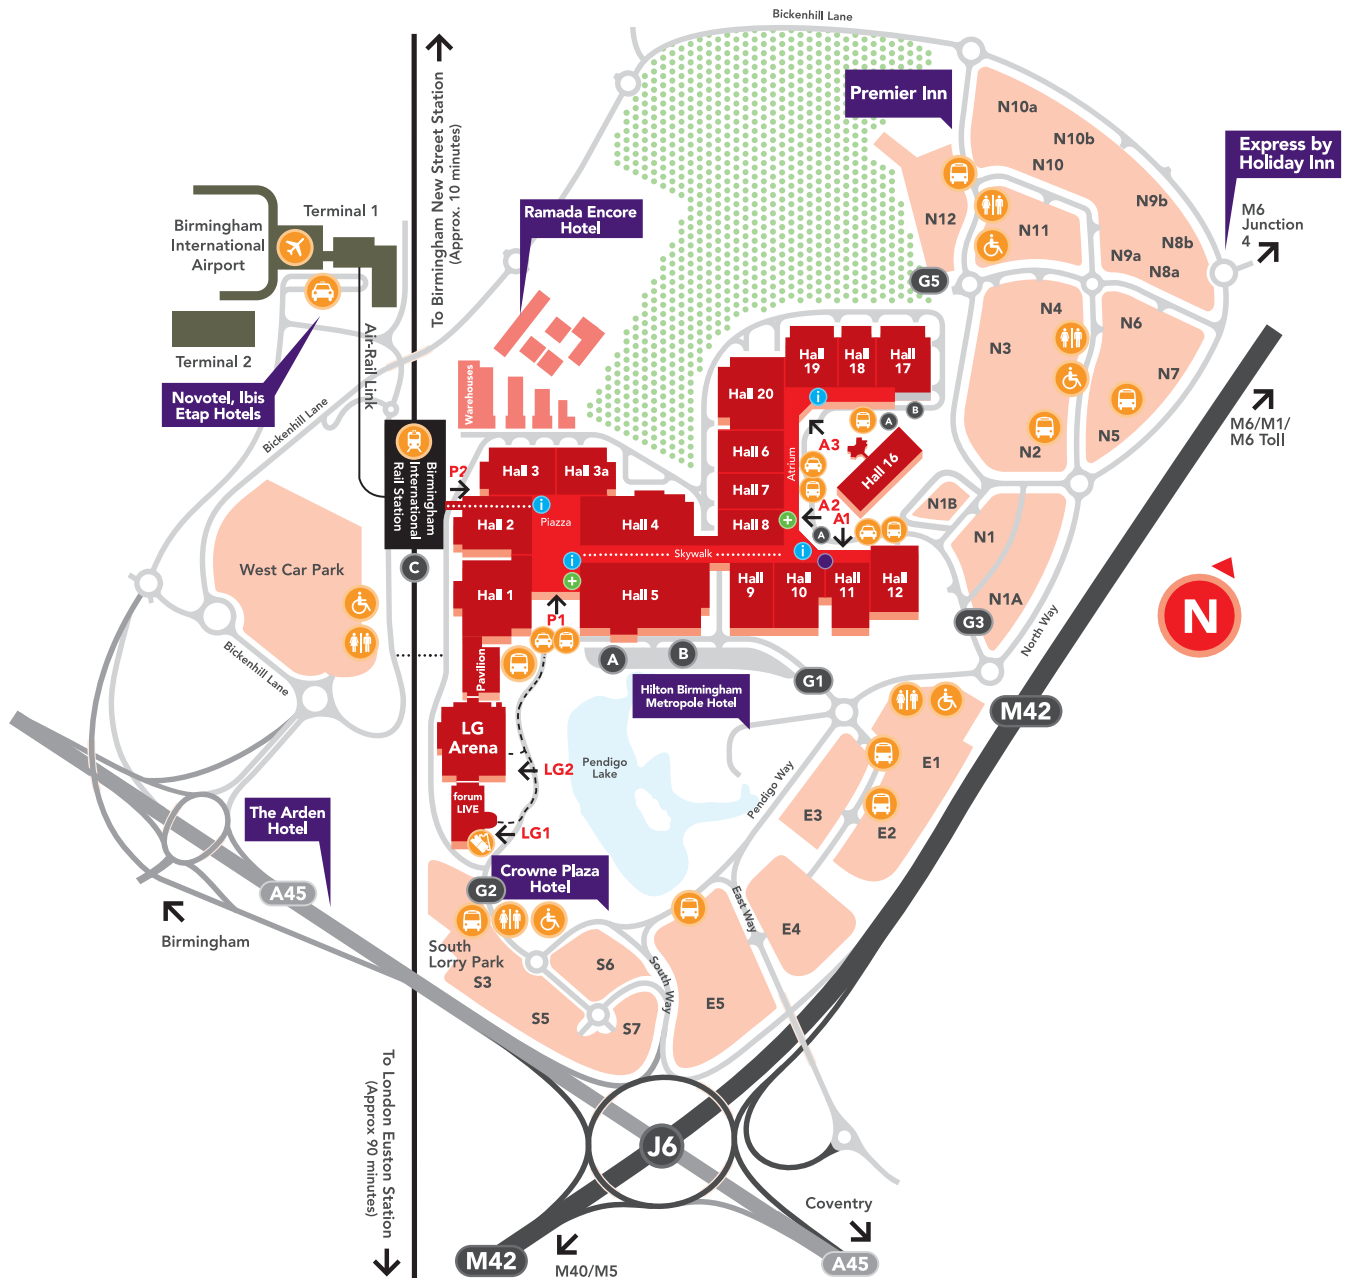 Bickenhill Lane
To Birmingham New Street Station
(Approx. 10 minutes)
Premier Inn
N10a
N10b
N10
Express by
Holiday Inn
N9b
N8b
N9a
N8a
M6
Junction
4
N12
N11
G5
Ramada Encore
Hotel
Terminal 1
Birmingham
International
Airport
Terminal 2
Air-Rail Link
Novotel, Ibis
Etap Hotels
Bickenhill Lane
Warehouses
N4
N3
N6
N7
N5
N2
M6/M1/
M6 Toll
Hall
19
Hall
18
Hall
17
Hall 20
i
B
A
A3
Hall 6
Atrium
Hall 16
Hall 7
A2
Hall 8
A1
A
i
N1B
N1
N1A
G3
North Way
Birmingham
International
Rail Station
P2
Hall 3
Hall 3a
i
Piazza
Hall 2
Hall 4
Skywalk
i
C
Hall 1
Hall 5
Hall
9
Hall
10
Hall
11
Hall
12
P1
N
West Car Park
Bickenhill Lane
Pavilion
A
B
G1
Hilton Birmingham
Metropole Hotel
M42
LG
Arena
LG2
Pendigo
Lake
Pendigo Way
E1
E3
E2
forum
LIVE
LG1
The Arden
Hotel
A45
Birmingham
Crowne Plaza
Hotel
G2
East Way
E4
South
Lorry Park
S3
S6
South Way
E5
S5
S7
To London Euston Station
(Approx 90 minutes)
J6
Coventry
M42
M40/M5
A45